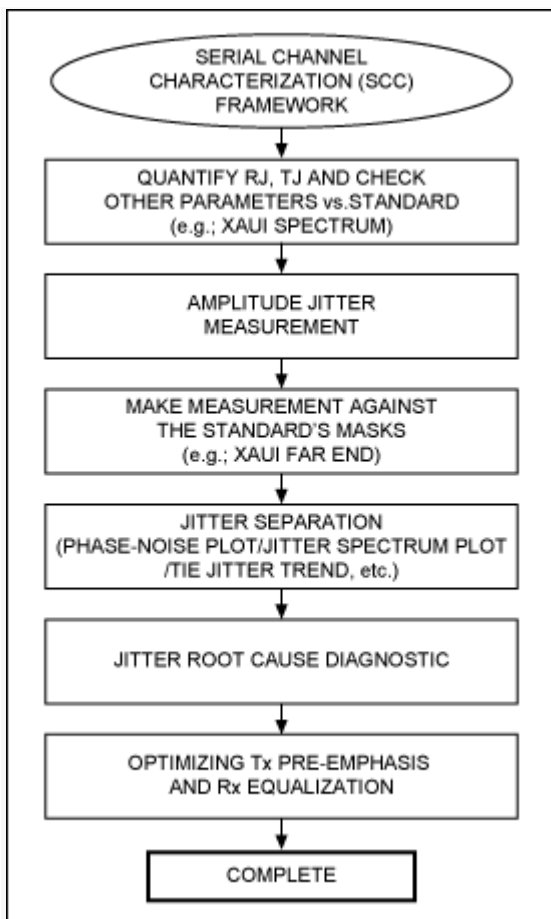 SERIAL CHANNEL
CHARACTERIZATION (SCC)
FRAMEWORK
QUANTIFY RJ, TJ AND CHECK
OTHER PARAMETERS vs.STANDARD
(e.g.; XAUI SPECTRUM)
AMPLITUDE JITTER
MEASUREMENT
MAKE MEASUREMENT AGAINST
THE STANDARD'S MASKS
(e.g.; XAUI FAR END)
JITTER SEPARATION
(PHASE-NOISE PLOT/JITTER SPECTRUM PLOT
/TIE JITTER TREND, etc.)
JITTER ROOT CAUSE DIAGNOSTIC
OPTIMIZING Tx PRE-EMPHASIS
AND Rx EQUALIZATION
COMPLETE